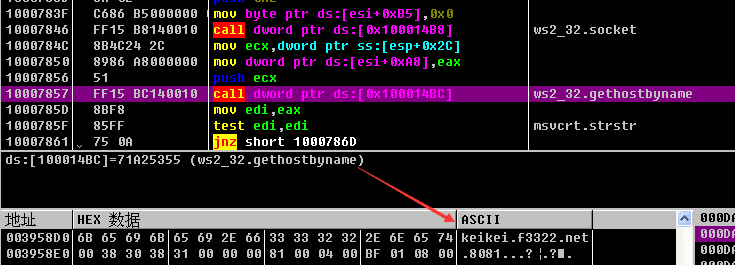 1000783F C686 B5000000 mov byte ptr ds:[esi+0xB5],0x0
10007846 FF15 B8140010 call dword ptr ds:[0x100014B8] ws2_32.socket
1000784C 8B4C24 2C mov ecx,dword ptr ss:[esp+0x2C]
10007850 8986 A8000000 mov dword ptr ds:[esi+0xA8],eax
10007856 51 push ecx
10007857 FF15 BC140010 call dword ptr ds:[0x100014BC] ws2_32.gethostbyname
1000785D 8BF8 mov edi,eax
1000785F 85FF test edi,edi msvcrt.strstr
10007861 75 0A jnz short 1000786D
ds:[100014BC]=71A25355 (ws2_32.gethostbyname)
地址 HEX 数据 ASCII
003958D0 6B 65 69 6B 65 69 2E 66 33 33 32 32 2E 6E 65 74 keikei.f3322.net
003958E0 00 38 30 38 31 00 00 00 81 00 04 00 BF 01 08 00 .8081...?
000DA
000DA
000DA